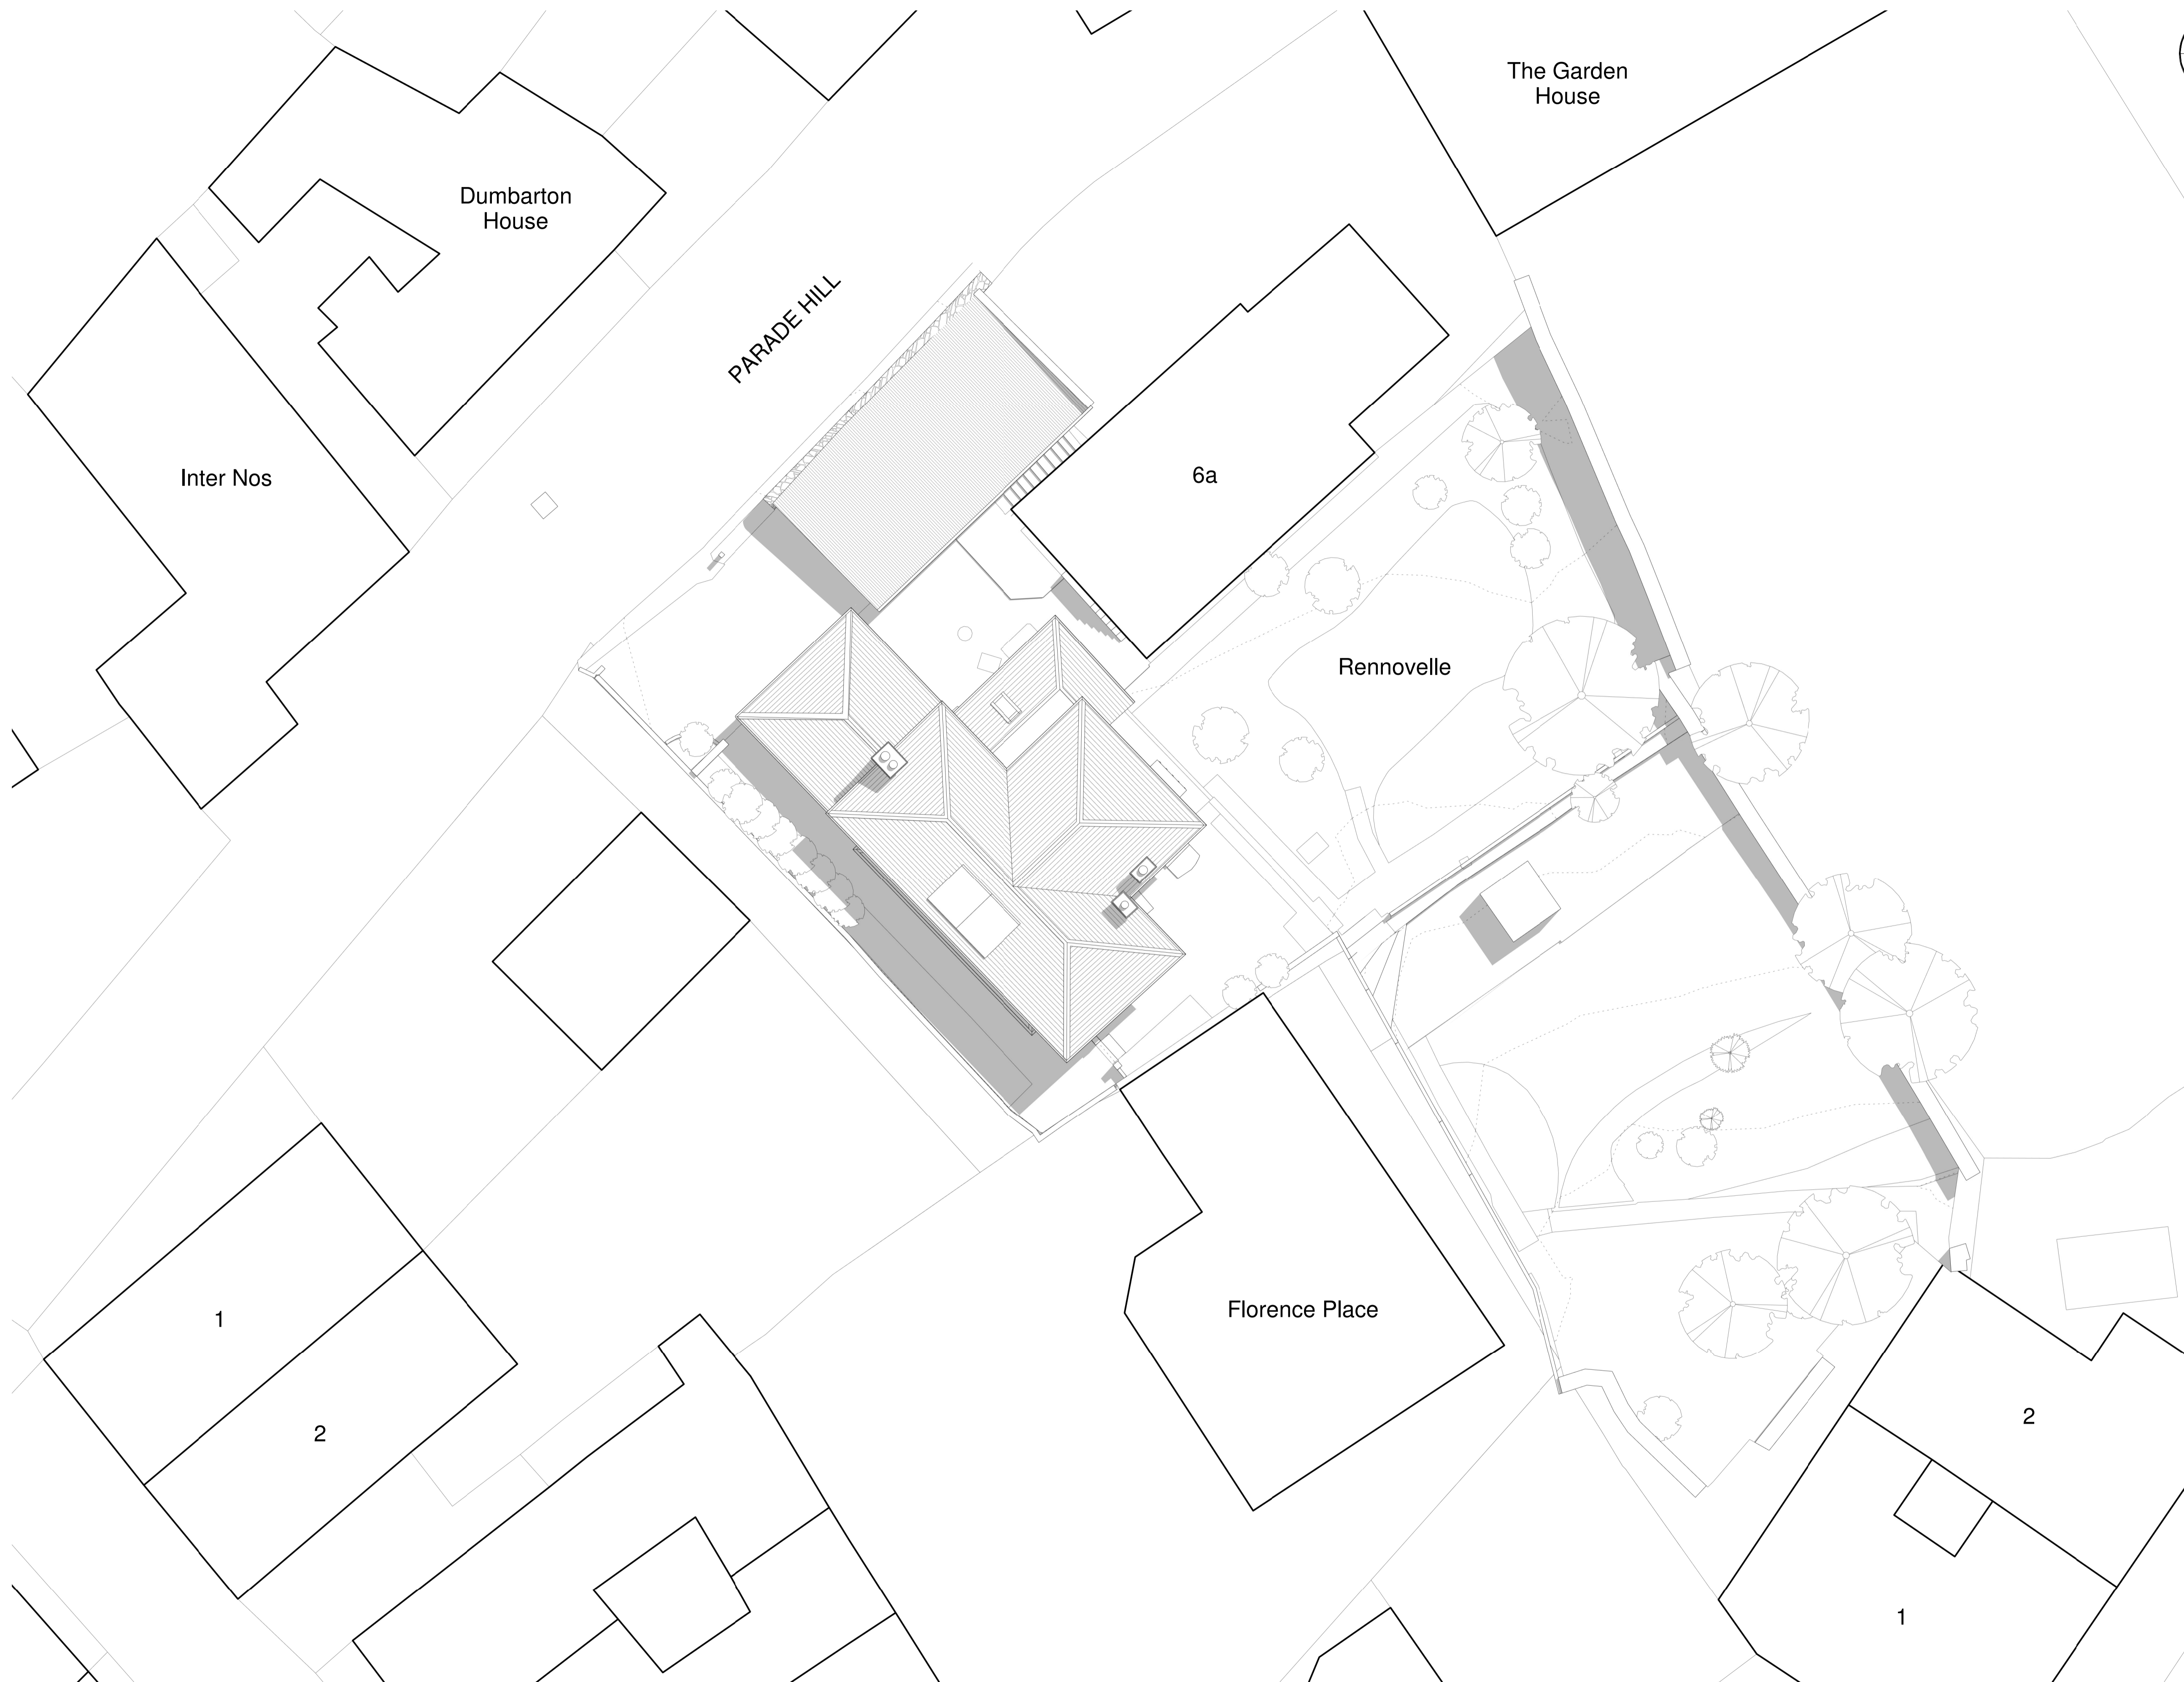 The Garden
House
Dumbarton
House
PARADE HILL
Inter Nos
6a
Rennovelle
Florence Place
1
2
2
1